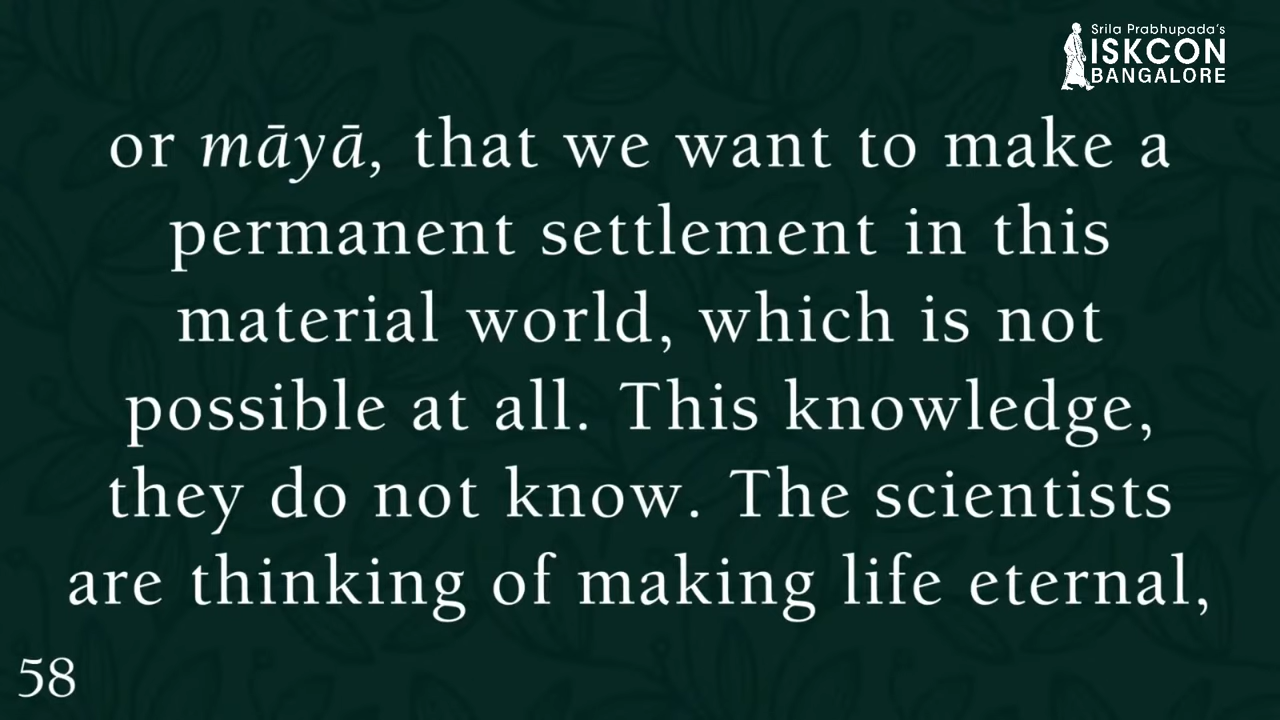 Srila Prabhupada's
ISKCON
BANGALORE
or māyā, that we want to make a
permanent settlement in this
material world, which is not
possible at all. This knowledge,
they do not know. The scientists
are thinking of making life eternal,
58